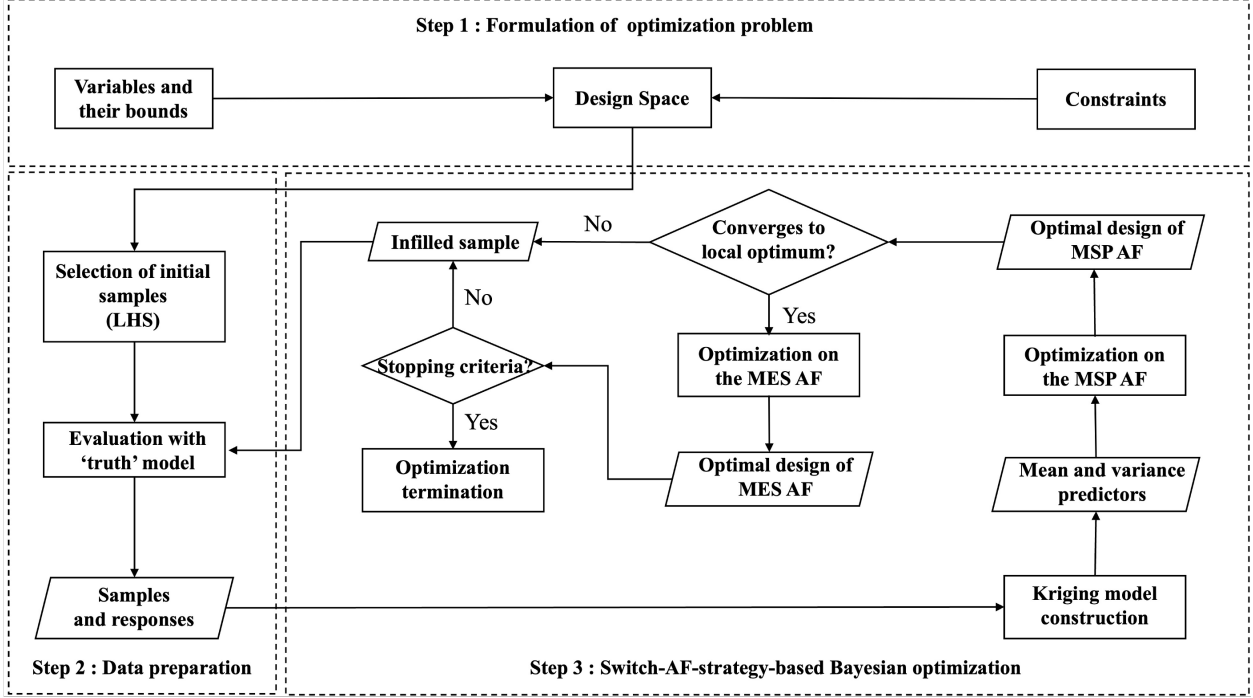 Step 1 : Formulation of optimization problem
Variables and
their bounds
Design Space
Constraints
Selection of initial
samples
(LHS)
Evaluation with
‘truth’ model
Samples
and responses
Step 2 : Data preparation
Infilled sample
No
Converges to
local optimum?
Optimal design of
MSP AF
No
Yes
Stopping criteria?
Optimization on
the MES AF
Optimization on
the MSP AF
Yes
Optimization
termination
Optimal design of
MES AF
Mean and variance
predictors
Kriging model
construction
Step 3 : Switch-AF-strategy-based Bayesian optimization